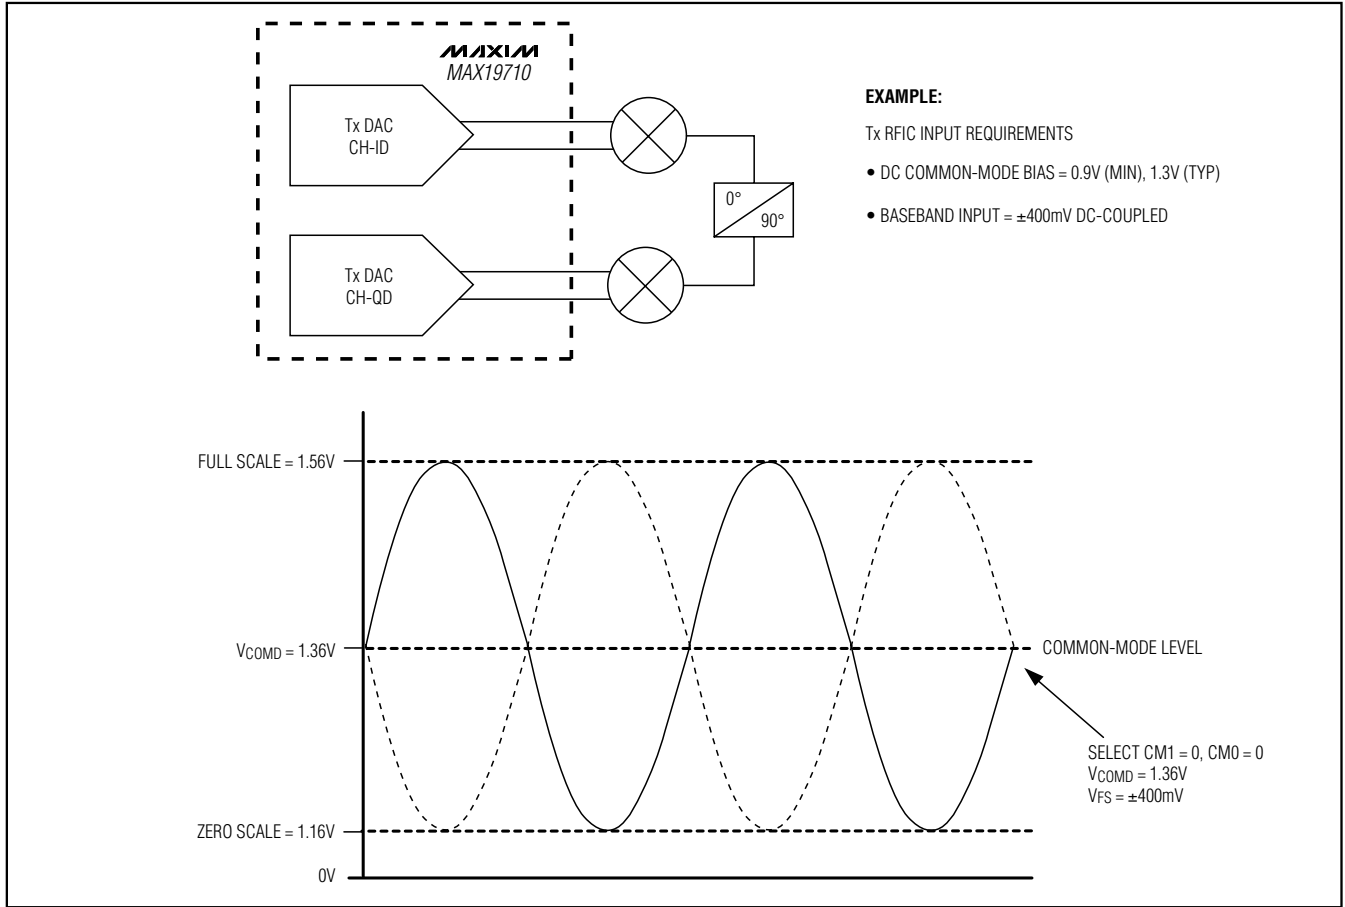 MAXIM
MAX19710
Tx DAC
CH-ID
Tx DAC
CH-QD
0°
90°
EXAMPLE:
Tx RFIC INPUT REQUIREMENTS
• DC COMMON-MODE BIAS = 0.9V (MIN), 1.3V (TYP)
• BASEBAND INPUT = ±400mV DC-COUPLED
FULL SCALE = 1.56V
VCOMD = 1.36V
COMMON-MODE LEVEL
SELECT CM1 = 0, CM0 = 0
VCOMD = 1.36V
VFS = ±400mV
ZERO SCALE = 1.16V
0V